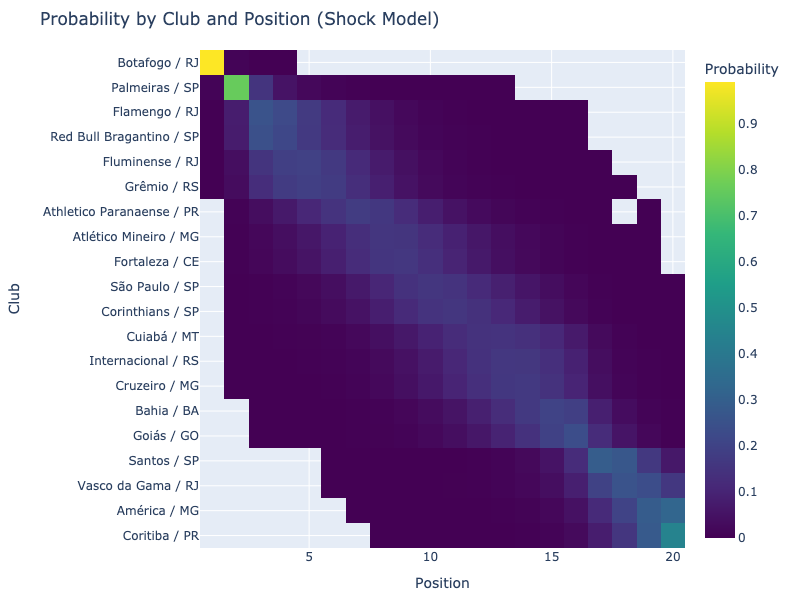 Probability by Club and Position (Shock Model)
Probability
Botafogo / RJ
Palmeiras / SP
Flamengo / RJ
Red Bull Bragantino / SP
Fluminense / RJ
Grêmio / RS
Athletico Paranaense / PR
Atlético Mineiro / MG
Fortaleza / CE
São Paulo / SP
Corinthians / SP
Cuiabá / MT
Internacional / RS
Cruzeiro / MG
Bahia / BA
Goiás / GO
Santos / SP
Vasco da Gama / RJ
América / MG
Coritiba / PR
Club
5
10
15
20
Position
0.9
0.8
0.7
0.6
0.5
0.4
0.3
0.2
0.1
0